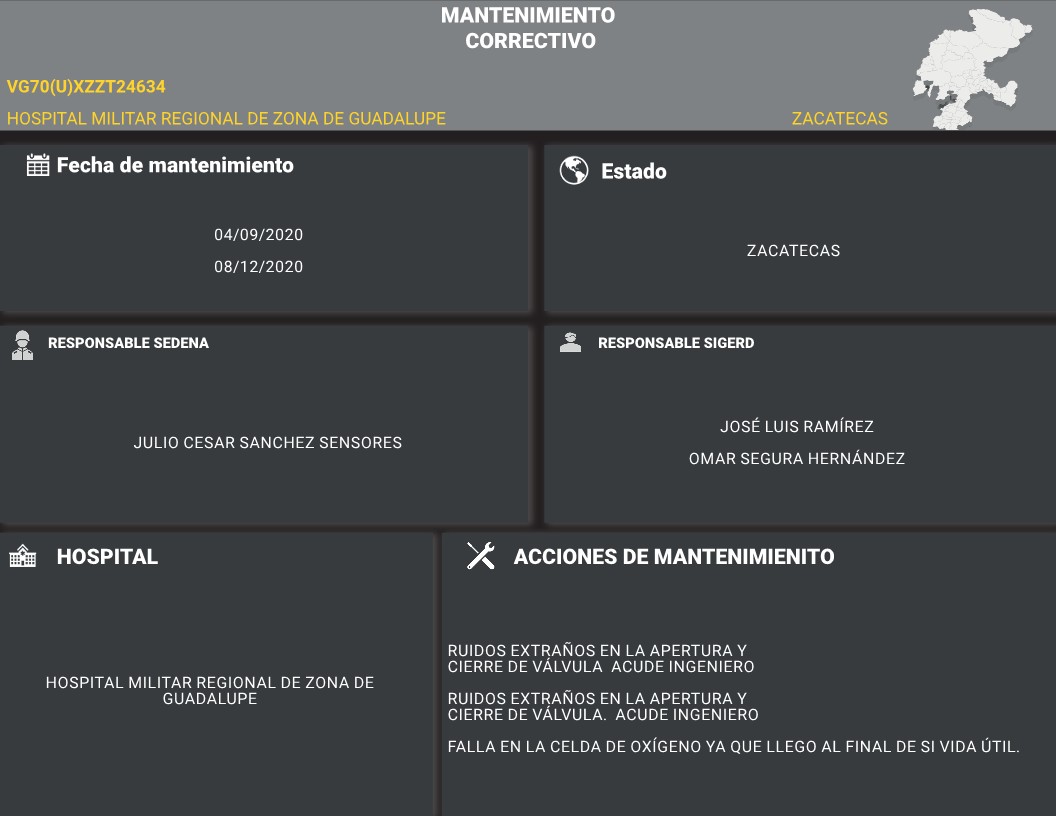 MANTENIMIENTO
CORRECTIVO
VG70(U)XZZT24634
HOSPITAL MILITAR REGIONAL DE ZONA DE GUADALUPE
ZACATECAS
Fecha de mantenimiento
04/09/2020
08/12/2020
Estado
ZACATECAS
RESPONSABLE SEDENA
JULIO CESAR SANCHEZ SENSORES
RESPONSABLE SIGERD
JOSÉ LUIS RAMÍREZ
OMAR SEGURA HERNÁNDEZ
HOSPITAL
HOSPITAL MILITAR REGIONAL DE ZONA DE
GUADALUPE
ACCIONES DE MANTENIMIENITO
RUIDOS EXTRAÑOS EN LA APERTURA Y
CIERRE DE VÁLVULA  ACUDE INGENIERO
RUIDOS EXTRAÑOS EN LA APERTURA Y
CIERRE DE VÁLVULA.  ACUDE INGENIERO
FALLA EN LA CELDA DE OXÍGENO YA QUE LLEGO AL FINAL DE SI VIDA ÚTIL.